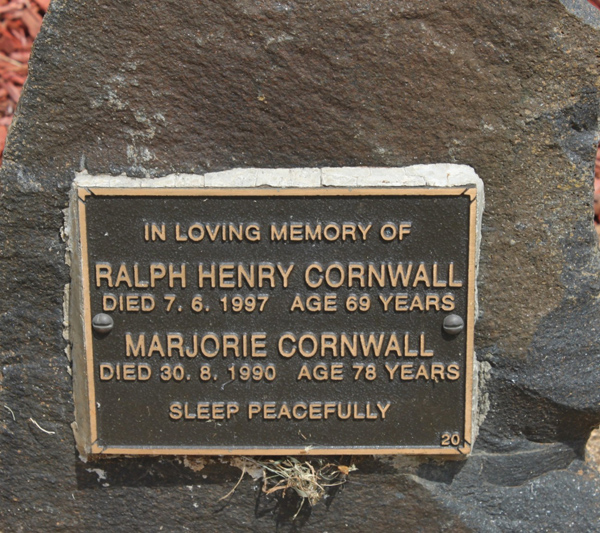 IN LOVING MEMORY OF
RALPH HENRY CORNWALL
DIED 7. 6. 1997 AGE 69 YEARS
MARJORIE CORNWALL
DIED 30. 8. 1990 AGE 78 YEARS
SLEEP PEACEFULLY
20